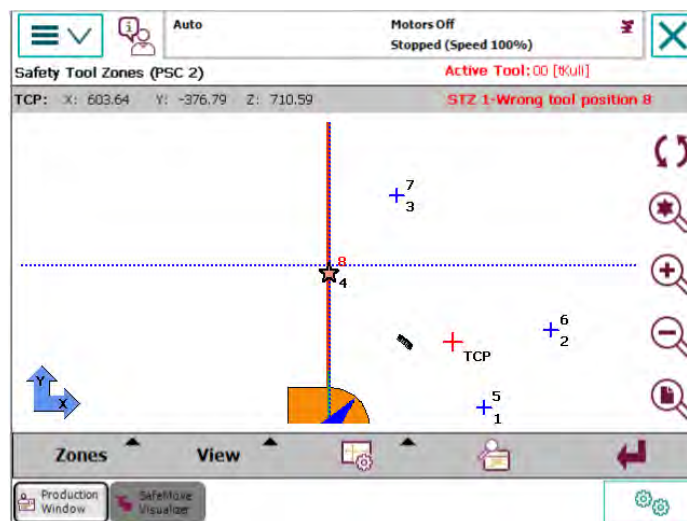 Auto
Motors Off
Stopped (Speed 100%)
Safety Tool Zones (PSC 2)
Active Tool: 00 [tKuli]
TCP: X: 603.64 Y: -376.79 Z: 710.59
STZ 1-Wrong tool position 8
7
3
8
4
6
2
TCP
5
1
Y
X
Zones
View
Production
Window
SafeMove
Visualizer